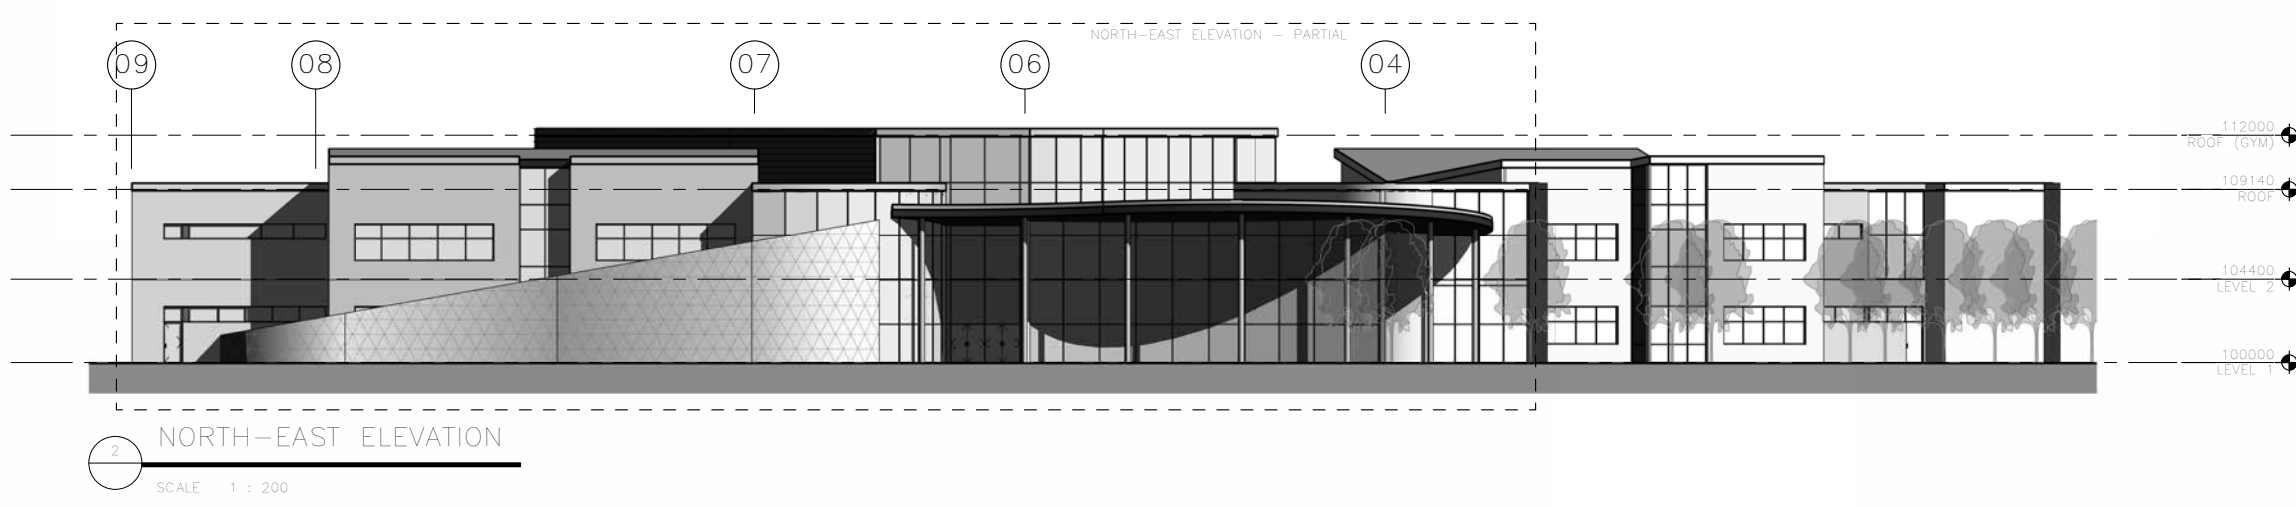 NORTH-EAST ELEVATION - PARTIAL
09
08
07
06
04
112000
ROOF (GYM)
109140
ROOF
104400
LEVEL 2
100000
LEVEL 1
2
NORTH-EAST ELEVATION
SCALE 1 : 200